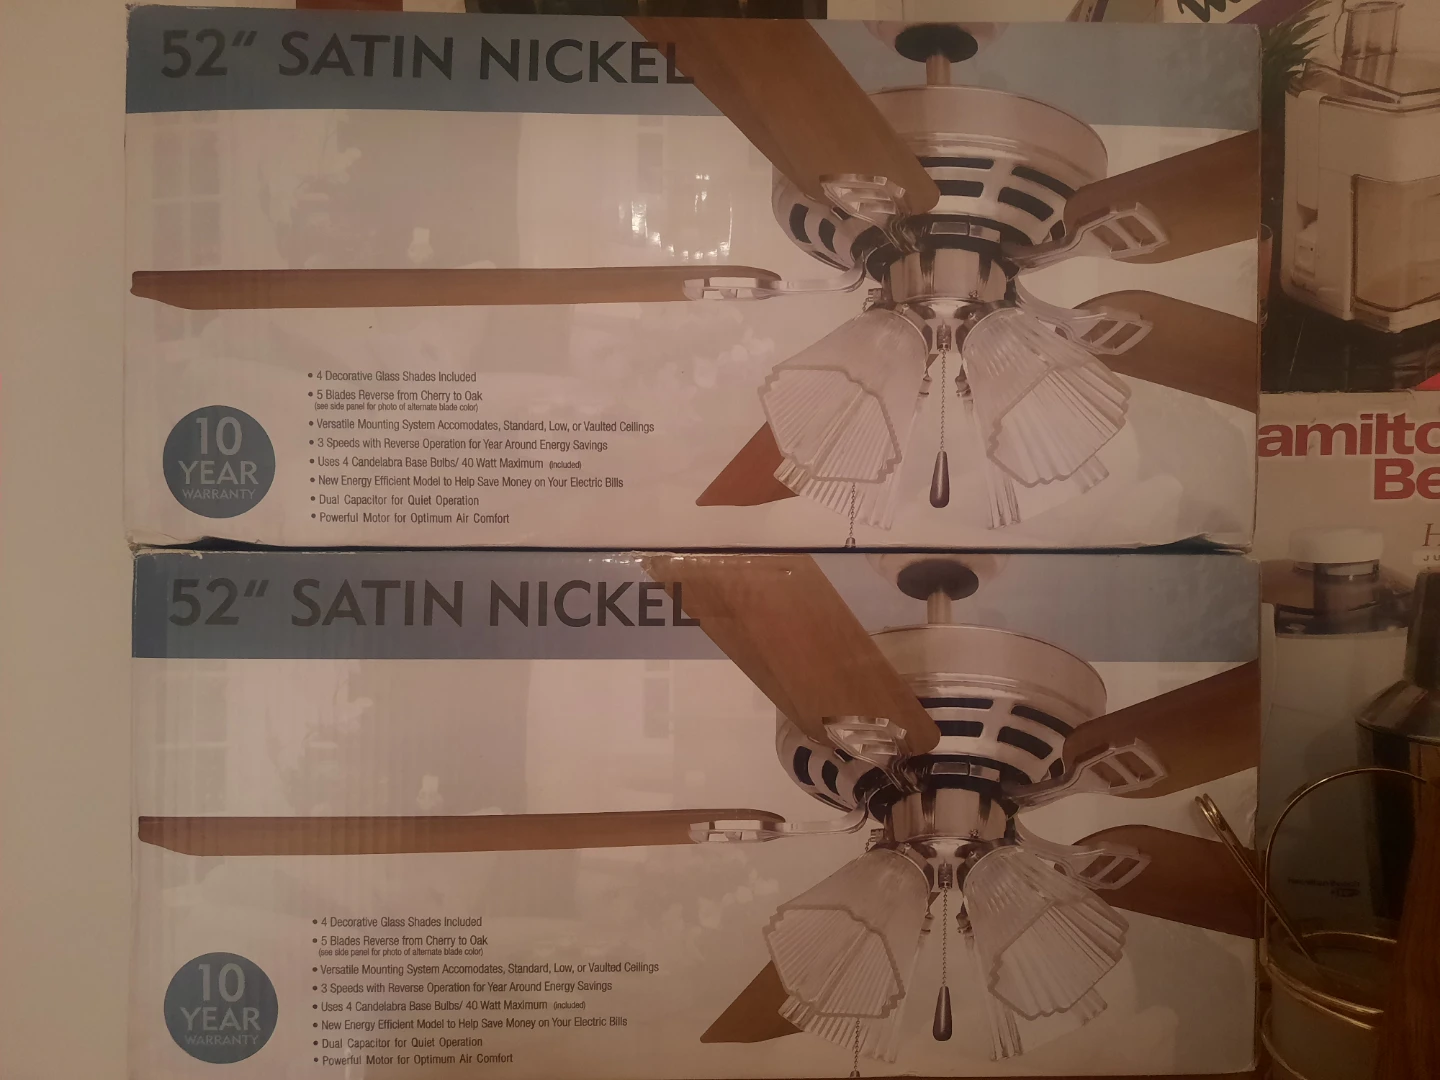 52" SATIN NICKEL
• 4 Decorative Glass Shades Included
• 5 Blades Reverse from Cherry to Oak
(see side panel for photo of alternate blade color)
• Versatile Mounting System Accomodates, Standard, Low, or Vaulted Ceilings
• 3 Speeds with Reverse Operation for Year Around Energy Savings
• Uses 4 Candelabra Base Bulbs/ 40 Watt Maximum (included)
• New Energy Efficient Model to Help Save Money on Your Electric Bills
• Dual Capacitor for Quiet Operation
• Powerful Motor for Optimum Air Comfort
10
YEAR
WARRANTY
amilto
Be
H
JU
52" SATIN NICKEL
• 4 Decorative Glass Shades Included
• 5 Blades Reverse from Cherry to Oak
(see side panel for photo of alternate blade color)
• Versatile Mounting System Accomodates, Standard, Low, or Vaulted Ceilings
• 3 Speeds with Reverse Operation for Year Around Energy Savings
• Uses 4 Candelabra Base Bulbs/ 40 Watt Maximum (included)
• New Energy Efficient Model to Help Save Money on Your Electric Bills
• Dual Capacitor for Quiet Operation
• Powerful Motor for Optimum Air Comfort
10
YEAR
WARRANTY